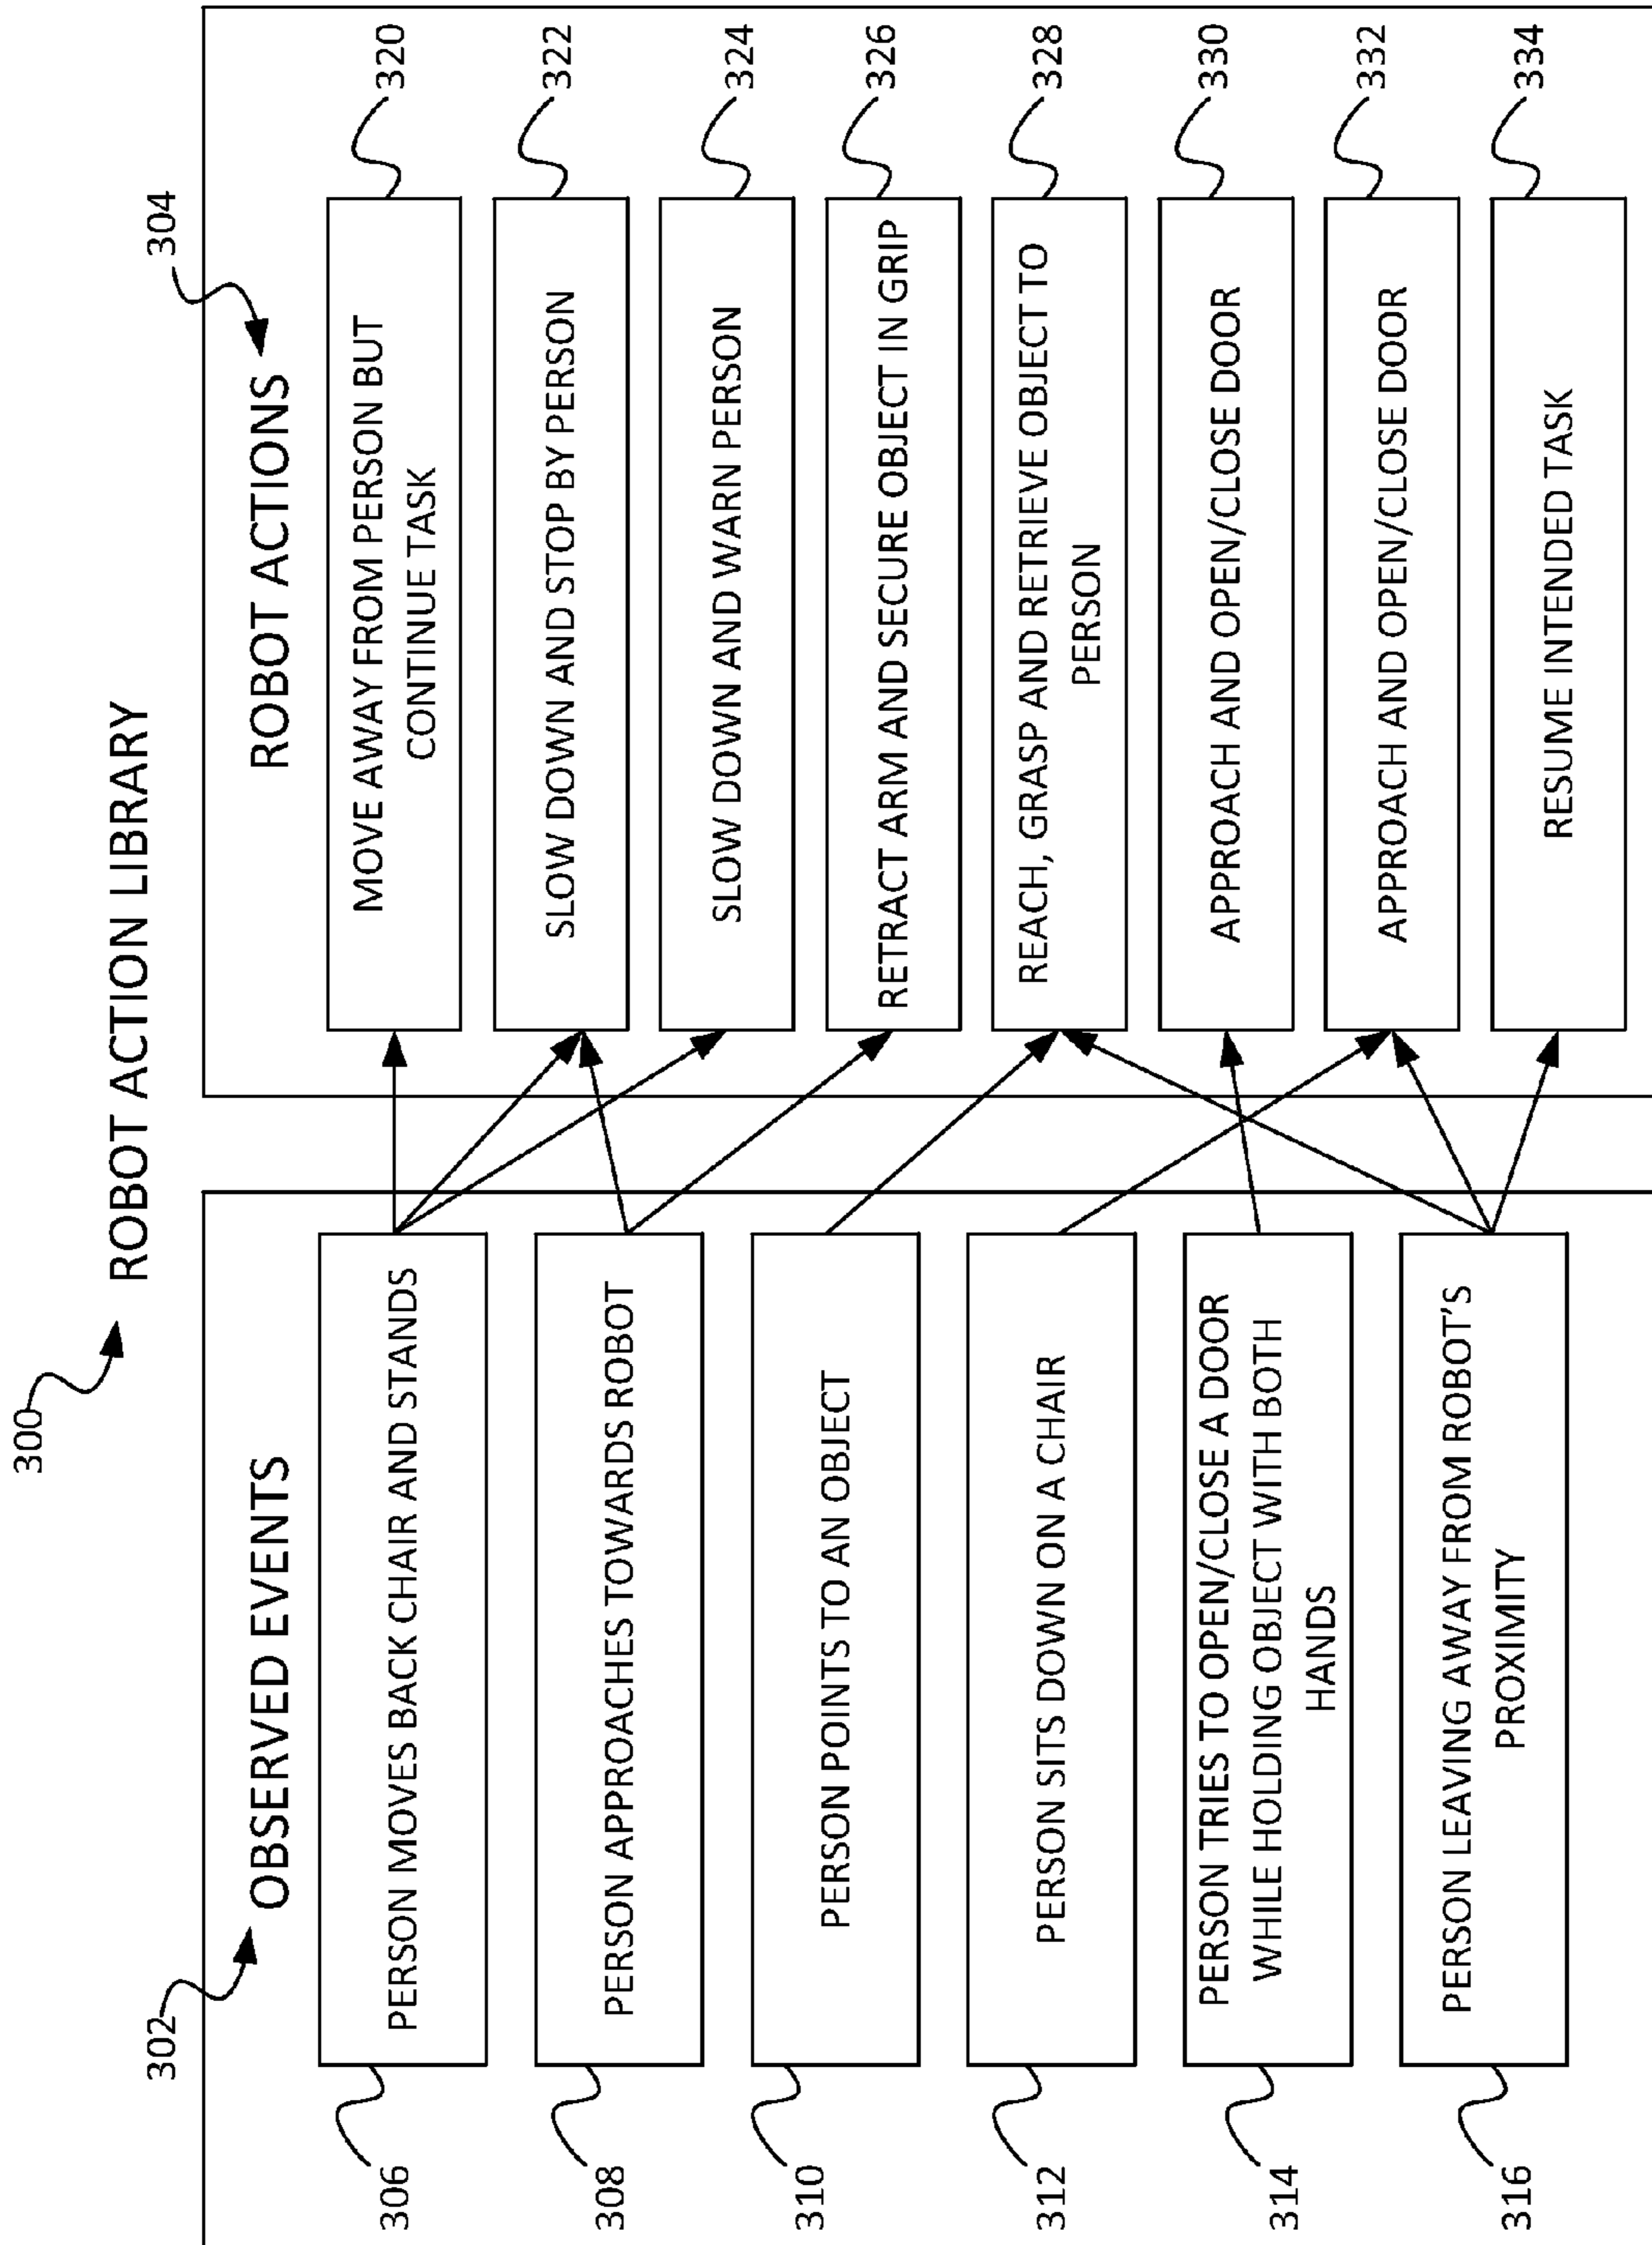 300
ROBOT ACTION LIBRARY
302
OBSERVED EVENTS
306
PERSON MOVES BACK CHAIR AND STANDS
308
PERSON APPROACHES TOWARDS ROBOT
310
PERSON POINTS TO AN OBJECT
312
PERSON SITS DOWN ON A CHAIR
314
PERSON TRIES TO OPEN/CLOSE A DOOR
WHILE HOLDING OBJECT WITH BOTH
HANDS
316
PERSON LEAVING AWAY FROM ROBOT'S
PROXIMITY
304
ROBOT ACTIONS
MOVE AWAY FROM PERSON BUT
CONTINUE TASK
320
SLOW DOWN AND STOP BY PERSON
322
SLOW DOWN AND WARN PERSON
324
RETRACT ARM AND SECURE OBJECT IN GRIP
326
REACH, GRASP AND RETRIEVE OBJECT TO
PERSON
328
APPROACH AND OPEN/CLOSE DOOR
330
APPROACH AND OPEN/CLOSE DOOR
332
RESUME INTENDED TASK
334